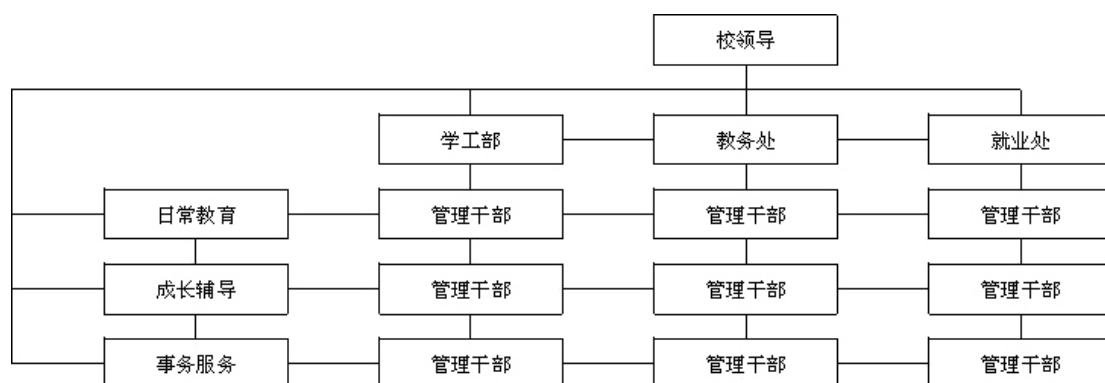 校领导
学工部 教务处 就业处
日常教育 管理干部 管理干部 管理干部
成长辅导 管理干部 管理干部 管理干部
事务服务 管理干部 管理干部 管理干部